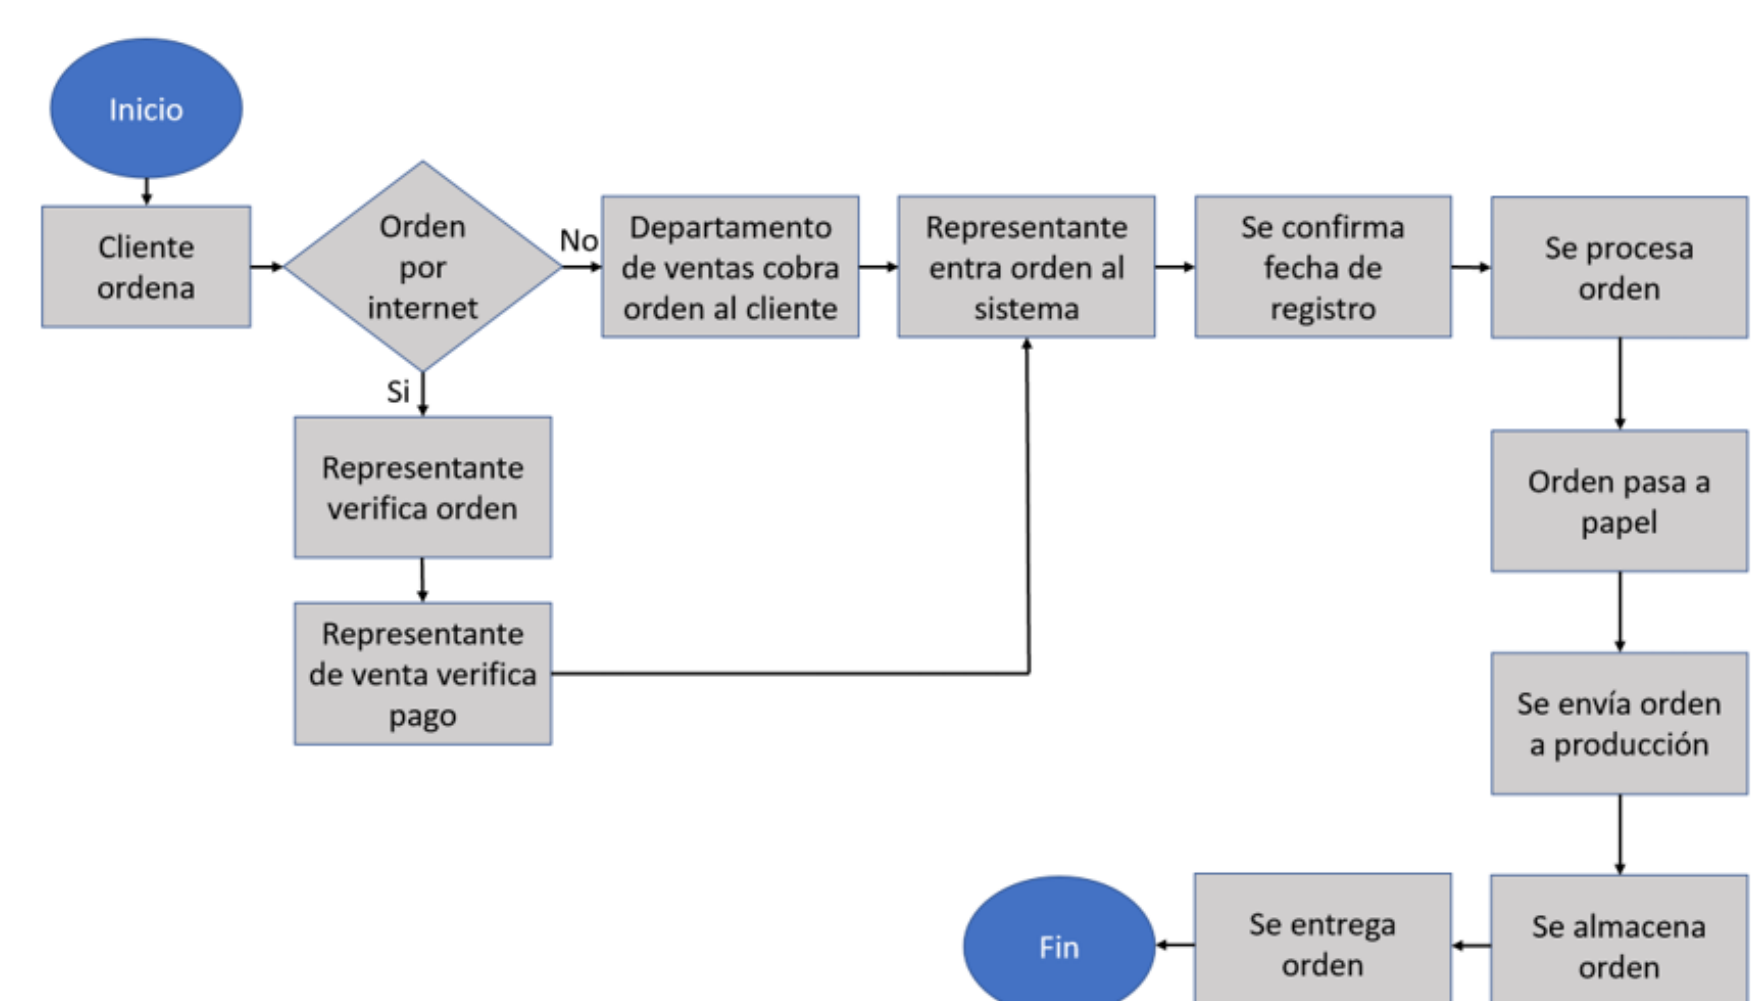 Inicio
Cliente
ordena
Orden
por
internet
No
Departamento
de ventas cobra
orden al cliente
Representante
entra orden al
sistema
Se confirma
fecha de
registro
Se procesa
orden
Si
Representante
verifica orden
Representante
de venta verifica
pago
Orden pasa a
papel
Se envía orden
a producción
Se almacena
orden
Se entrega
orden
Fin